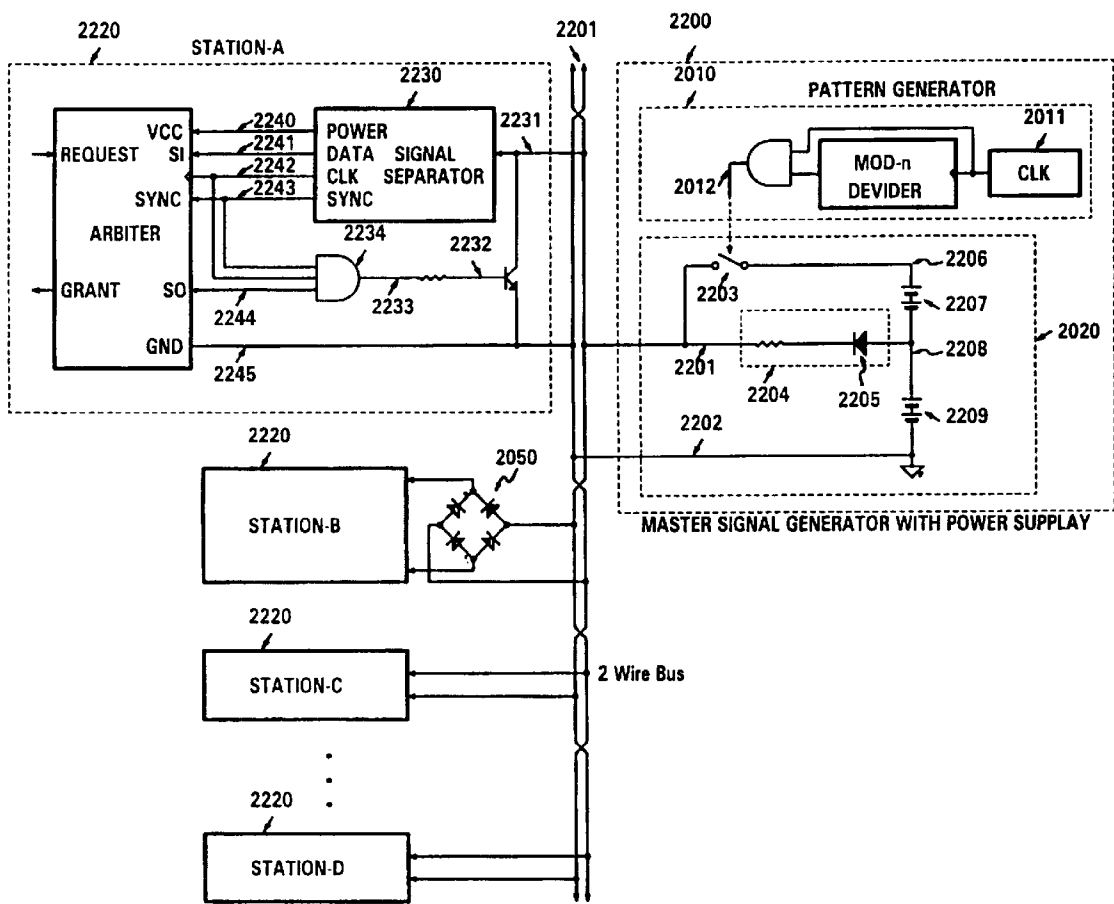 2220
STATION-A
2201
2200
2010
PATTERN GENERATOR
2230
2231
2011
2240
2241
2242
2243
VCC
REQUEST
SI
SYNC
ARBITER
GRANT
SO
GND
POWER
DATA
SIGNAL
CLK
SEPARATOR
SYNC
2012
MOD-n
DEVIDER
CLK
2234
2232
2233
2244
2245
2203
2206
2207
2020
2208
2201
2204
2205
2209
2202
MASTER SIGNAL GENERATOR WITH POWER SUPPLAY
2220
2050
STATION-B
2220
STATION-C
2 Wire Bus
2220
STATION-D